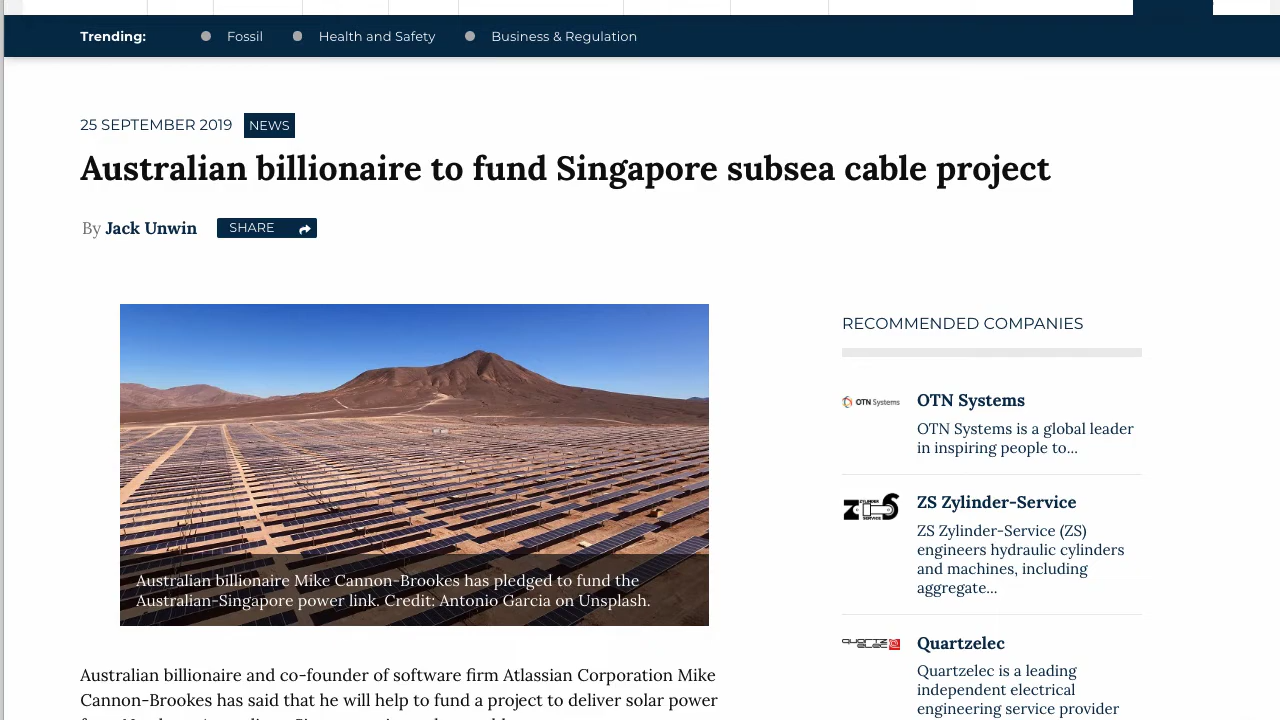 Trending:
Fossil
Health and Safety
Business & Regulation
25 SEPTEMBER 2019 NEWS
Australian billionaire to fund Singapore subsea cable project
By Jack Unwin SHARE
Australian billionaire Mike Cannon-Brookes has pledged to fund the
Australian-Singapore power link. Credit: Antonio Garcia on Unsplash.
Australian billionaire and co-founder of software firm Atlassian Corporation Mike
Cannon-Brookes has said that he will help to fund a project to deliver solar power
RECOMMENDED COMPANIES
OTN Systems
OTN Systems
OTN Systems is a global leader
in inspiring people to...
ZS
ZYLINDER
SERVICE
ZS Zylinder-Service
ZS Zylinder-Service (ZS)
engineers hydraulic cylinders
and machines, including
aggregate...
Quartzelec
Quartzelec is a leading
independent electrical
engineering service provider